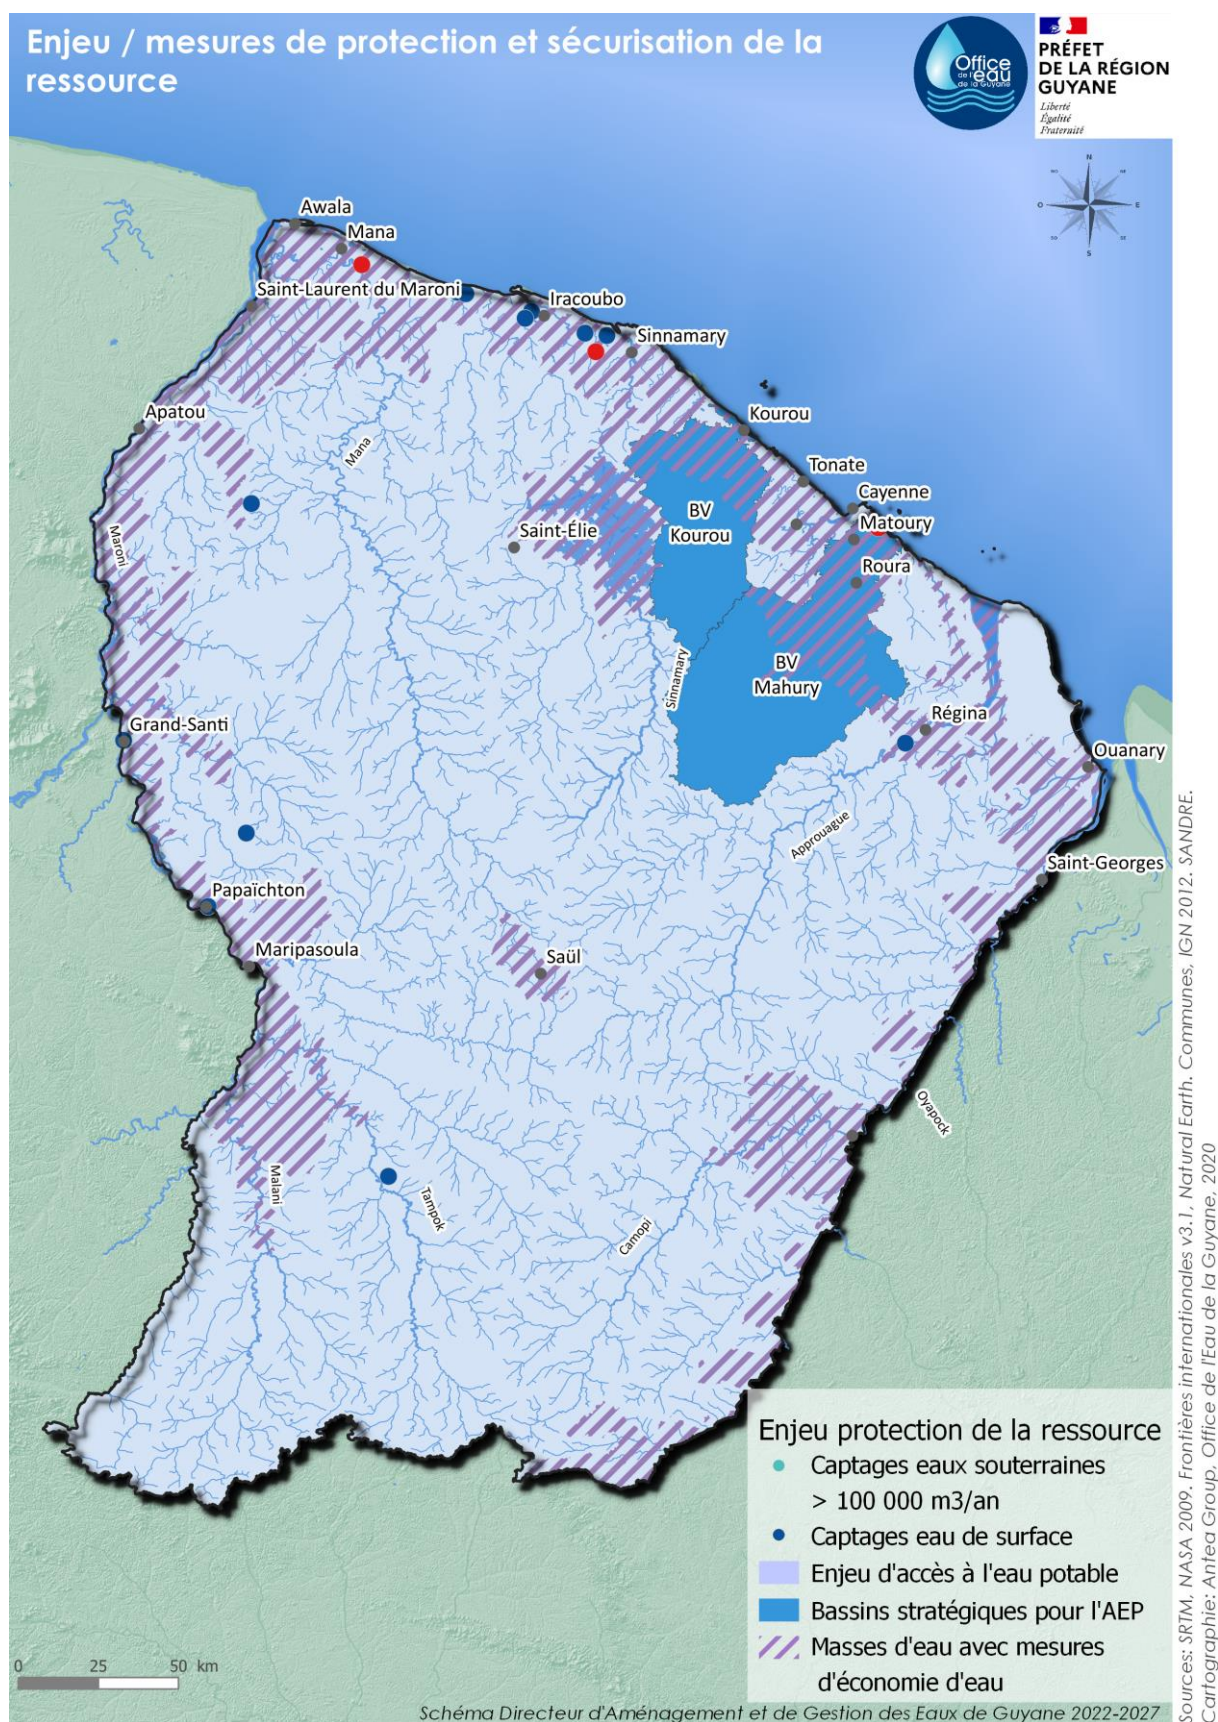 Enjeu / mesures de protection et sécurisation de la
ressource
Office
de l'eau
de la Guyane
PRÉFET
DE LA RÉGION
GUYANE
Liberté
Égalité
Fraternité
N
O
E
S
Awala
Mana
Saint-Laurent du Maroni
Iracoubo
Sinnamary
Apatou
Mana
Kourou
Tonate
Cayenne
Matoury
BV
Kourou
Saint-Élie
Maroni
Roura
Sinnamary
BV
Mahury
Régina
Grand-Santi
Ouanary
Approuague
Saint-Georges
Papaïchton
Maripasoula
Saül
Oyapock
Malani
Tampok
Camopi
Enjeu protection de la ressource
Captages eaux souterraines
> 100 000 m3/an
Captages eau de surface
Enjeu d'accès à l'eau potable
Bassins stratégiques pour l'AEP
Masses d'eau avec mesures
d'économie d'eau
0 25 50 km
Schéma Directeur d'Aménagement et de Gestion des Eaux de Guyane 2022-2027
Sources: SRTM, NASA 2009. Frontières internationales v3.1, Natural Earth. Communes, IGN 2012. SANDRE.
Cartographie: Antea Group, Office de l'Eau de la Guyane, 2020